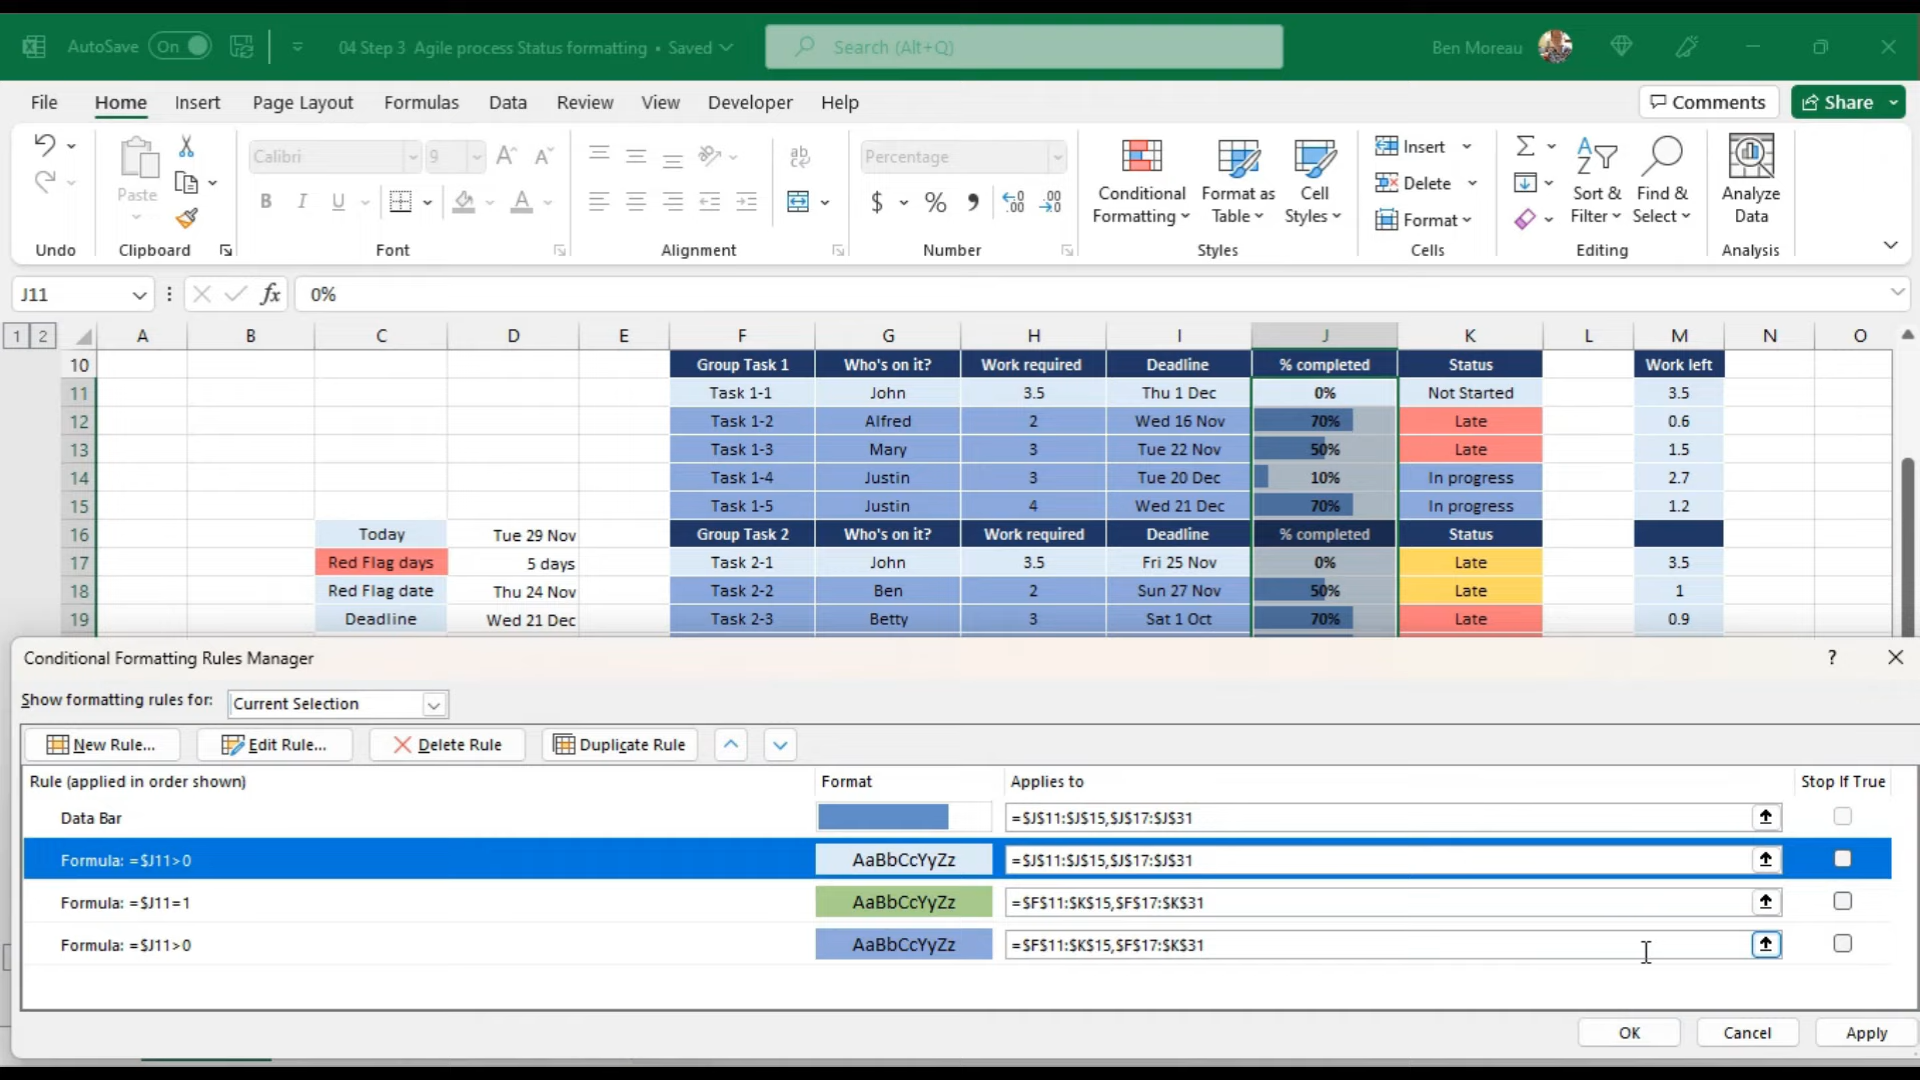 AutoSave On 04 Step 3 Agile process Status formatting • Saved Search (Alt+Q) Ben Moreau
File Home Insert Page Layout Formulas Data Review View Developer Help Comments Share
Calibri 9 Percentage Insert
Paste Conditional Format as Cell Delete Sort & Find & Analyze
B I U $ % Formatting Table Styles Format Filter Select Data
Undo Clipboard Font Alignment Number Styles Cells Editing Analysis
J11 fx 0%
1 2 A B C D E F G H I J K L M N O
10 Group Task 1 Who's on it? Work required Deadline % completed Status Work left
11 Task 1-1 John 3.5 Thu 1 Dec 0% Not Started 3.5
12 Task 1-2 Alfred 2 Wed 16 Nov 70% Late 0.6
13 Task 1-3 Mary 3 Tue 22 Nov 50% Late 1.5
14 Task 1-4 Justin 3 Tue 20 Dec 10% In progress 2.7
15 Task 1-5 Justin 4 Wed 21 Dec 70% In progress 1.2
16 Today Tue 29 Nov Group Task 2 Who's on it? Work required Deadline % completed Status
17 Red Flag days 5 days Task 2-1 John 3.5 Fri 25 Nov 0% Late 3.5
18 Red Flag date Thu 24 Nov Task 2-2 Ben 2 Sun 27 Nov 50% Late 1
19 Deadline Wed 21 Dec Task 2-3 Betty 3 Sat 1 Oct 70% Late 0.9
Conditional Formatting Rules Manager ?
Show formatting rules for: Current Selection
New Rule... Edit Rule... Delete Rule Duplicate Rule
Rule (applied in order shown) Format Applies to Stop If True
Data Bar =$J$11:$J$15,$J$17:$J$31
Formula: =$J11>0 AaBbCcYyZz =$J$11:$J$15,$J$17:$J$31
Formula: =$J11=1 AaBbCcYyZz =$F$11:$K$15,$F$17:$K$31
Formula: =$J11>0 AaBbCcYyZz =$F$11:$K$15,$F$17:$K$31
OK Cancel Apply